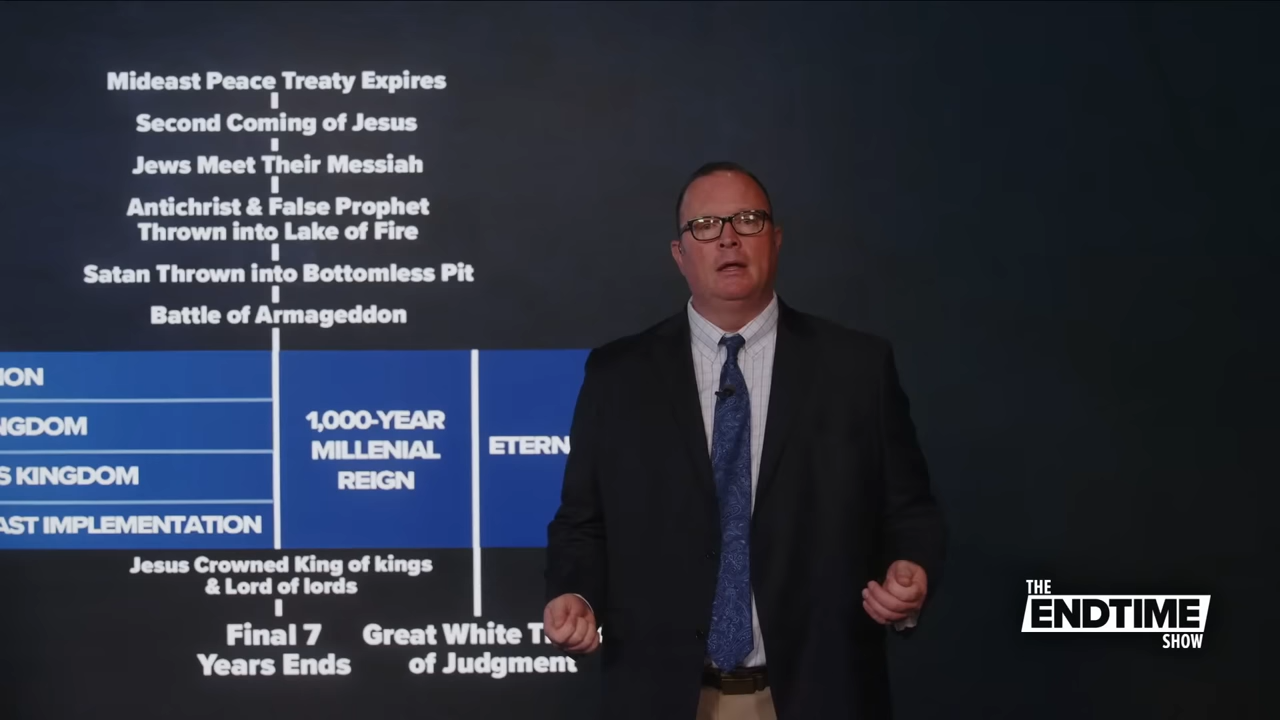 Mideast Peace Treaty Expires
Second Coming of Jesus
Jews Meet Their Messiah
Antichrist & False Prophet
Thrown into Lake of Fire
Satan Thrown into Bottomless Pit
Battle of Armageddon
ION
NGDOM
S KINGDOM
AST IMPLEMENTATION
1,000-YEAR
MILLENIAL
REIGN
ETERN
Jesus Crowned King of kings
& Lord of lords
Final 7
Years Ends
Great White
of Judgment
THE
ENDTIME
SHOW